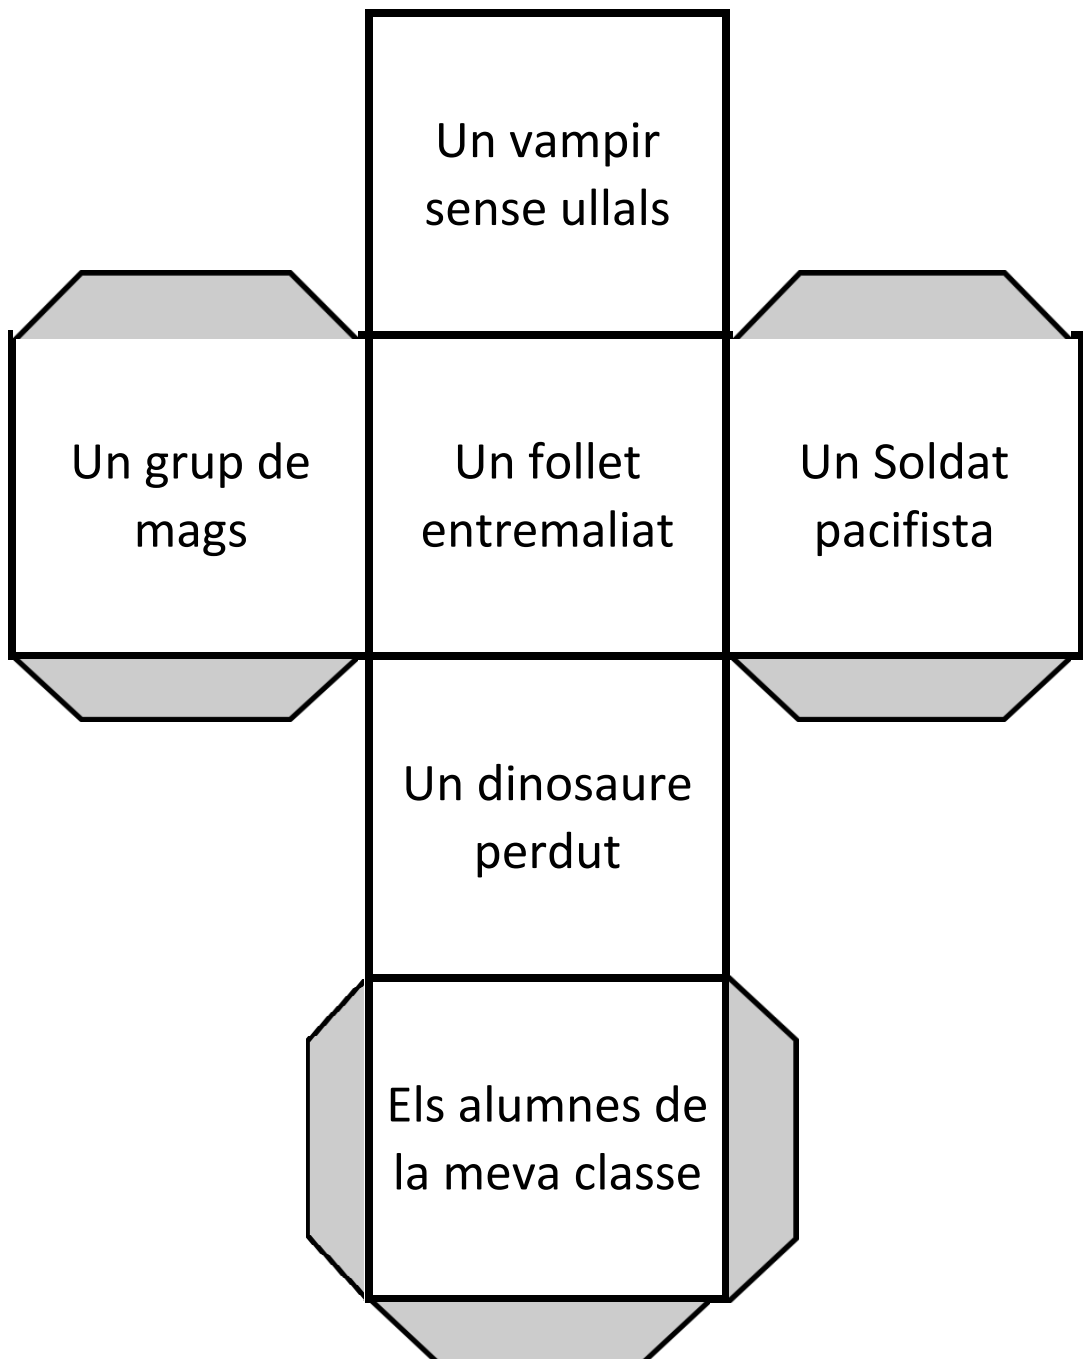 Un vampir
sense ullals
Un grup de
mags
Un follet
entremaliat
Un Soldat
pacifista
Un dinosaure
perdut
Els alumnes de
la meva classe